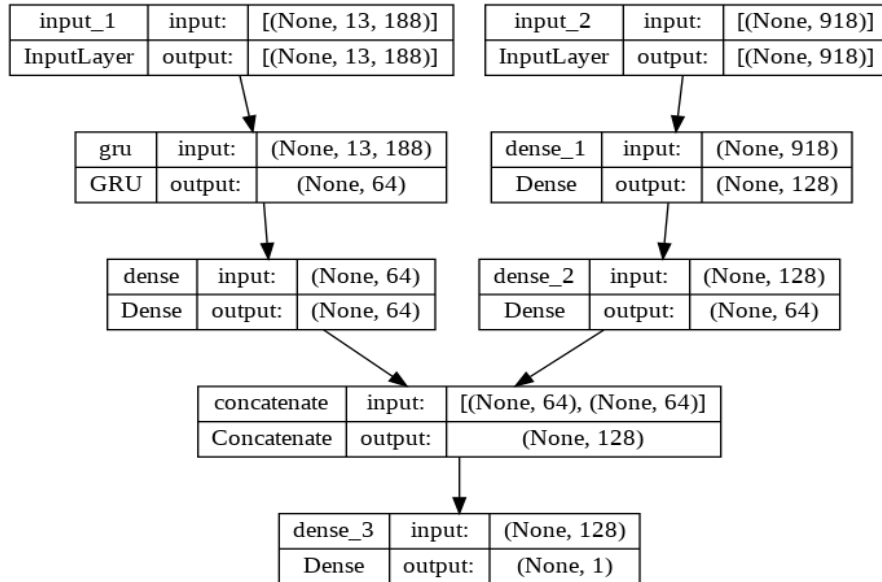 input_1 input: [(None, 13, 188)]
InputLayer output: [(None, 13, 188)]
input_2 input: [(None, 918)]
InputLayer output: [(None, 918)]
gru input: (None, 13, 188)
GRU output: (None, 64)
dense_1 input: (None, 918)
Dense output: (None, 128)
dense input: (None, 64)
Dense output: (None, 64)
dense_2 input: (None, 128)
Dense output: (None, 64)
concatenate input: [(None, 64), (None, 64)]
Concatenate output: (None, 128)
dense_3 input: (None, 128)
Dense output: (None, 1)